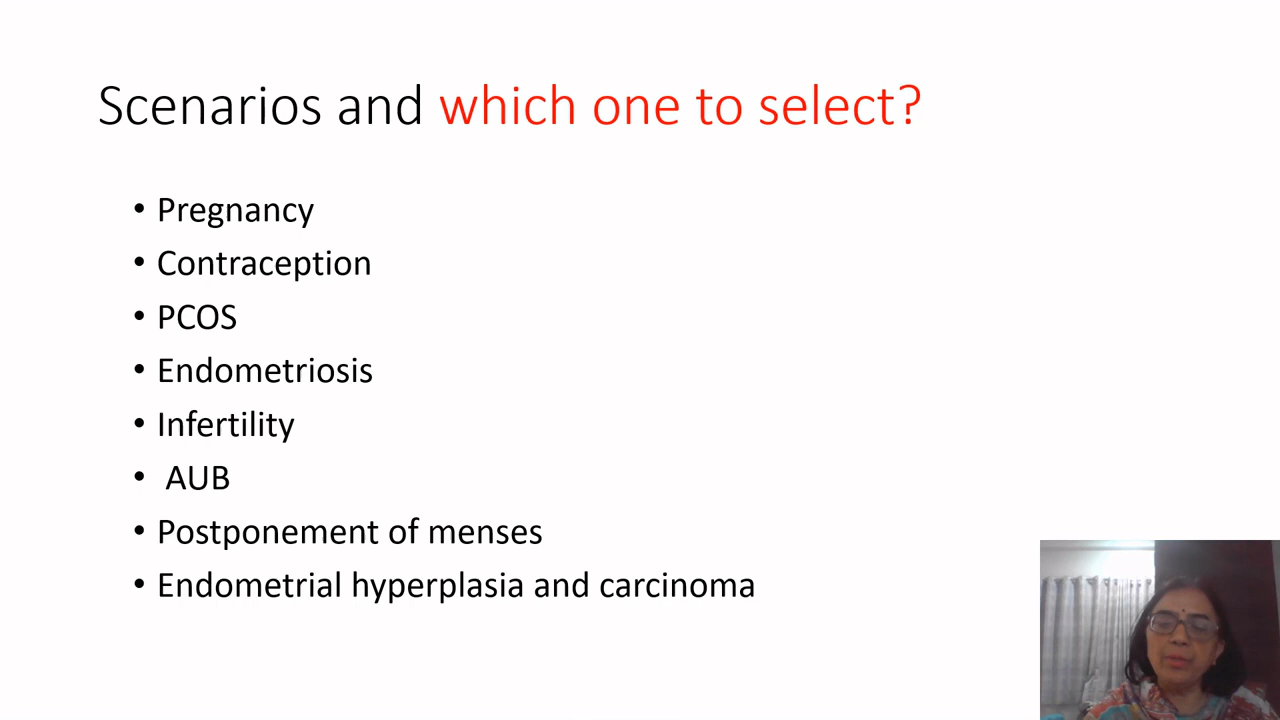 Scenarios and which one to select?
• Pregnancy
• Contraception
• PCOS
• Endometriosis
• Infertility
• AUB
• Postponement of menses
• Endometrial hyperplasia and carcinoma